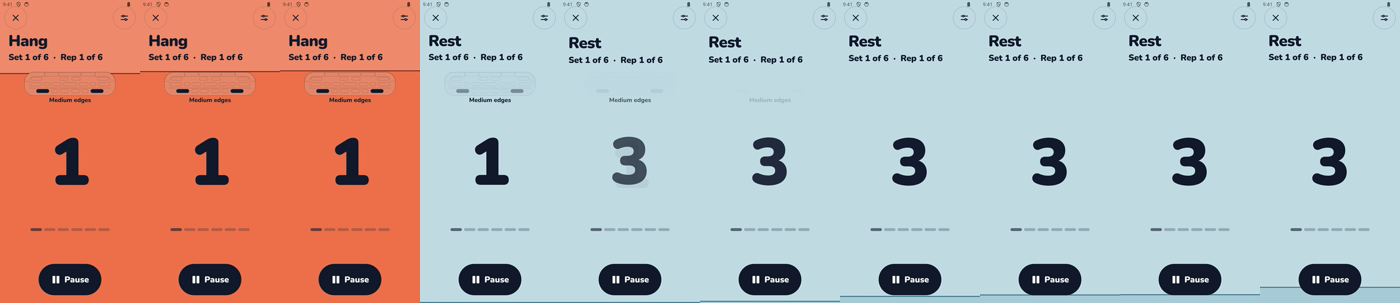 9:41 9:41 9:41 9:41 9:41 9:41 9:41 9:41 9:41 9:41
Hang Hang Hang Rest Rest Rest Rest Rest Rest Rest
Set 1 of 6 · Rep 1 of 6 Set 1 of 6 · Rep 1 of 6 Set 1 of 6 · Rep 1 of 6 Set 1 of 6 · Rep 1 of 6 Set 1 of 6 · Rep 1 of 6 Set 1 of 6 · Rep 1 of 6 Set 1 of 6 · Rep 1 of 6 Set 1 of 6 · Rep 1 of 6 Set 1 of 6 · Rep 1 of 6 Set 1 of 6 · Rep 1 of 6
Medium edges Medium edges Medium edges Medium edges Medium edges Medium edges
1 1 1 1 3 3 3 3 3 3
Pause Pause Pause Pause Pause Pause Pause Pause Pause Pause